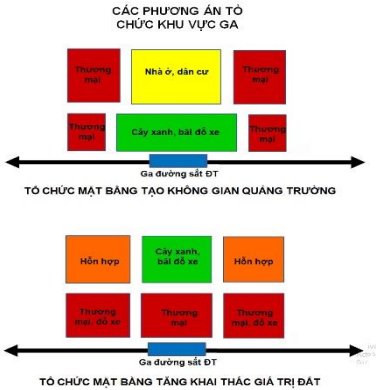 CÁC PHƯƠNG ÁN TỔ
CHỨC KHU VỰC GA
Thương
mại
Nhà ở, dân cư
Thương
mại
Thương
mại
Cây xanh, bãi đỗ xe
Thương
mại
Ga đường sắt ĐT
TỔ CHỨC MẶT BẰNG TẠO KHÔNG GIAN QUẢNG TRƯỜNG
Hỗn hợp
Cây xanh,
bãi đỗ xe
Hỗn hợp
Thương
mại, đỗ xe
Thương
mại
Thương
mại, đỗ xe
Ga đường sắt ĐT
TỔ CHỨC MẶT BẰNG TĂNG KHAI THÁC GIÁ TRỊ ĐẤT